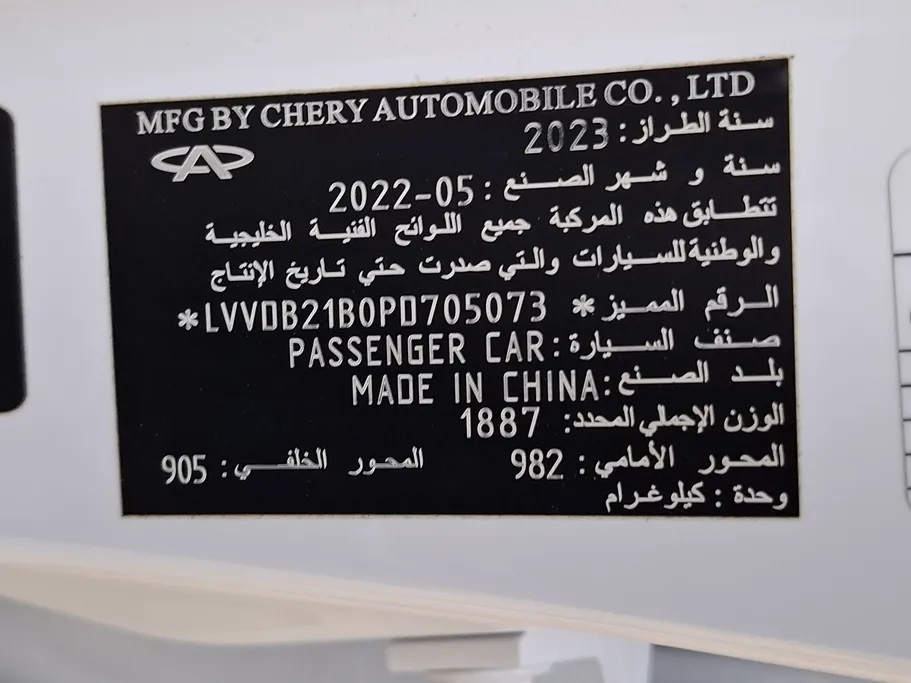 MFG BY CHERY AUTOMOBILE CO., LTD
سنة الطراز: 2023
سنة و شهر الصنع: 2022-05
تتطابق هذه المركبة جميع اللوائح الفنية الخليجية
والوطنية للسيارات والتي صدرت حتي تاريخ الإنتاج
الرقم المميز *LVVDB21B0PD705073*
صنف السيارة: PASSENGER CAR
بلد الصنع: MADE IN CHINA
الوزن الإجمالي المحدد: 1887
المحور الأمامي: 982 المحور الخلفي: 905
وحدة: كيلوغرام